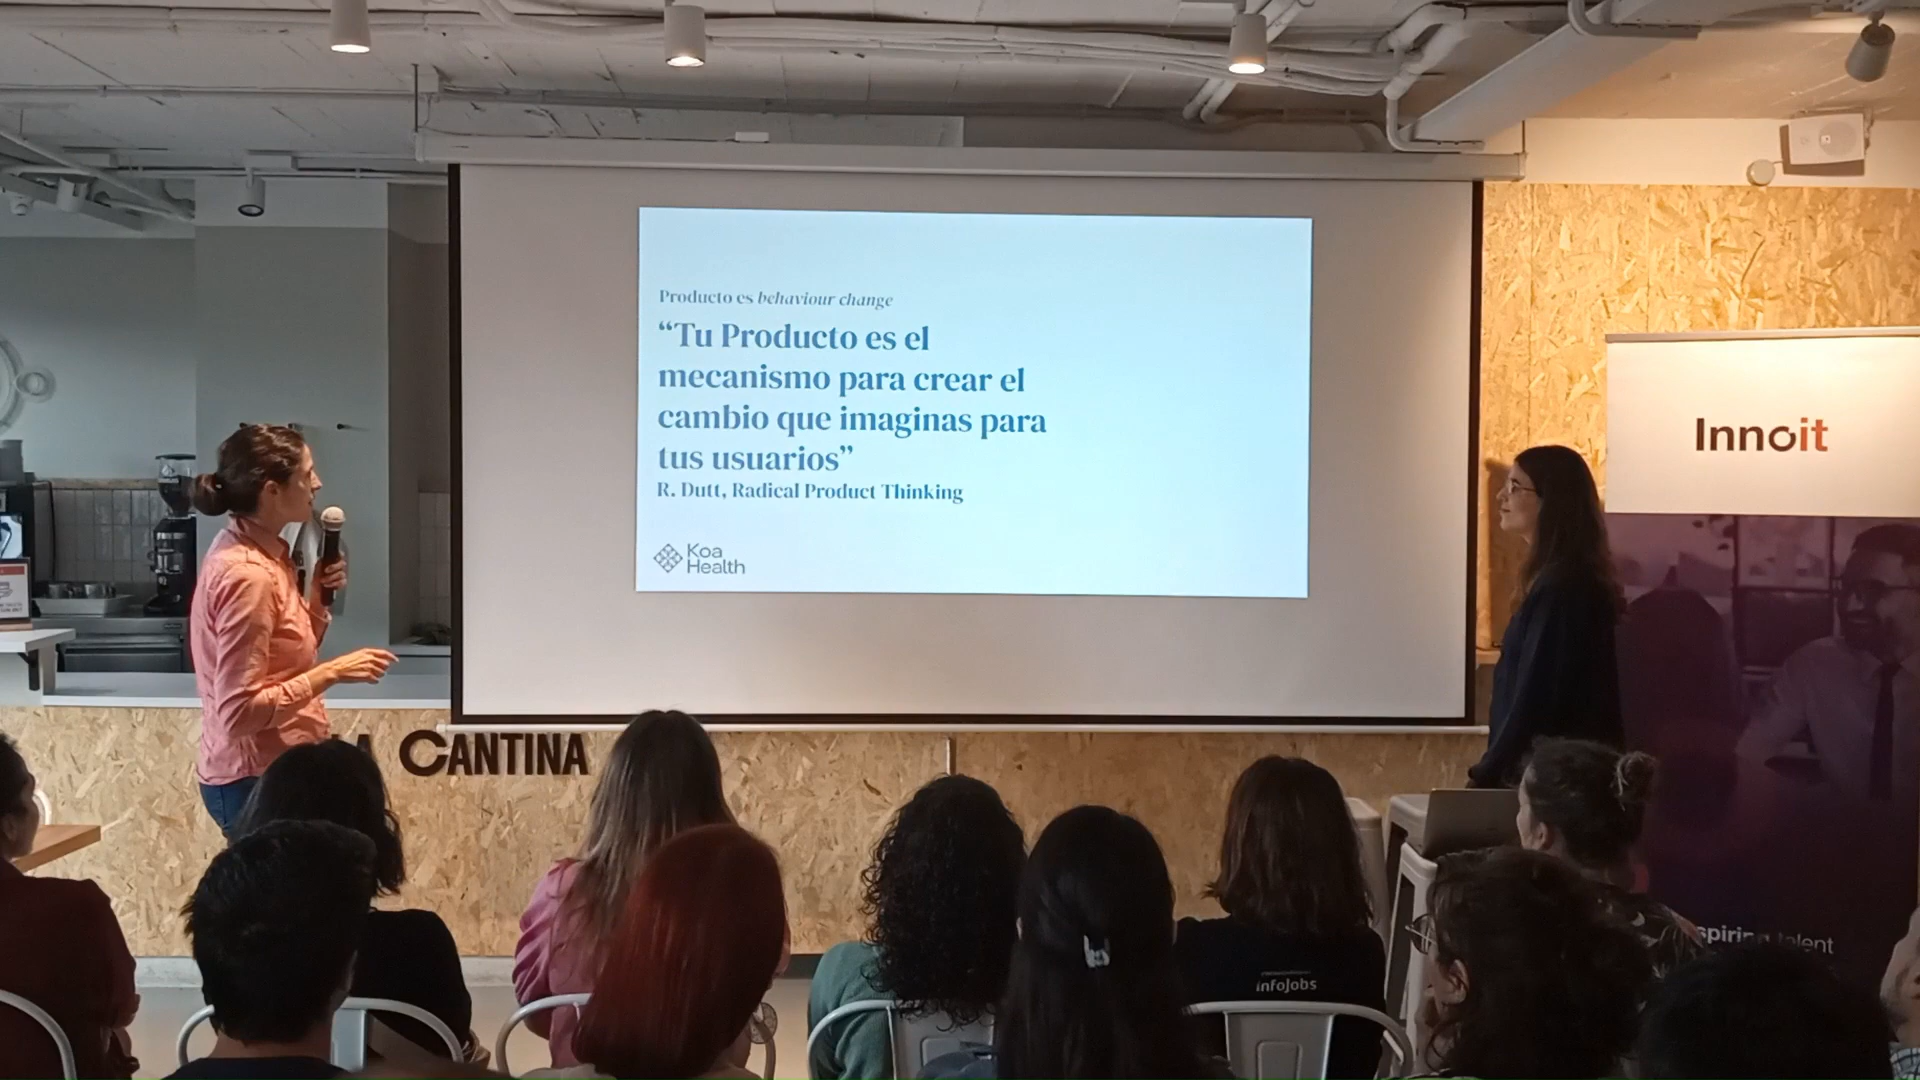 Producto es behaviour change
“Tu Producto es el
mecanismo para crear el
cambio que imaginas para
tus usuarios”
R. Dutt, Radical Product Thinking
Koa
Health
Innoit
CANTINA
talent
infoJobs